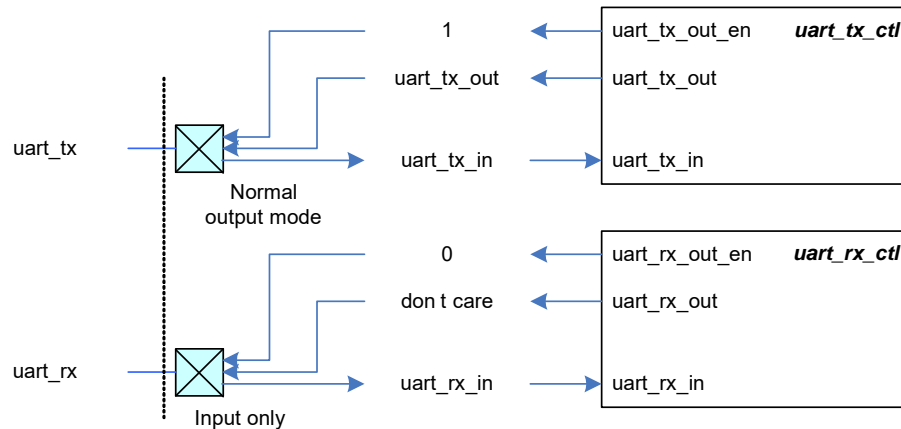 1
uart_tx_out_en
uart_tx_ctl
uart_tx_out
uart_tx_out
uart_tx
uart_tx_in
uart_tx_in
Normal
output mode
0
uart_rx_out_en
uart_rx_ctl
don t care
uart_rx_out
uart_rx
uart_rx_in
uart_rx_in
Input only